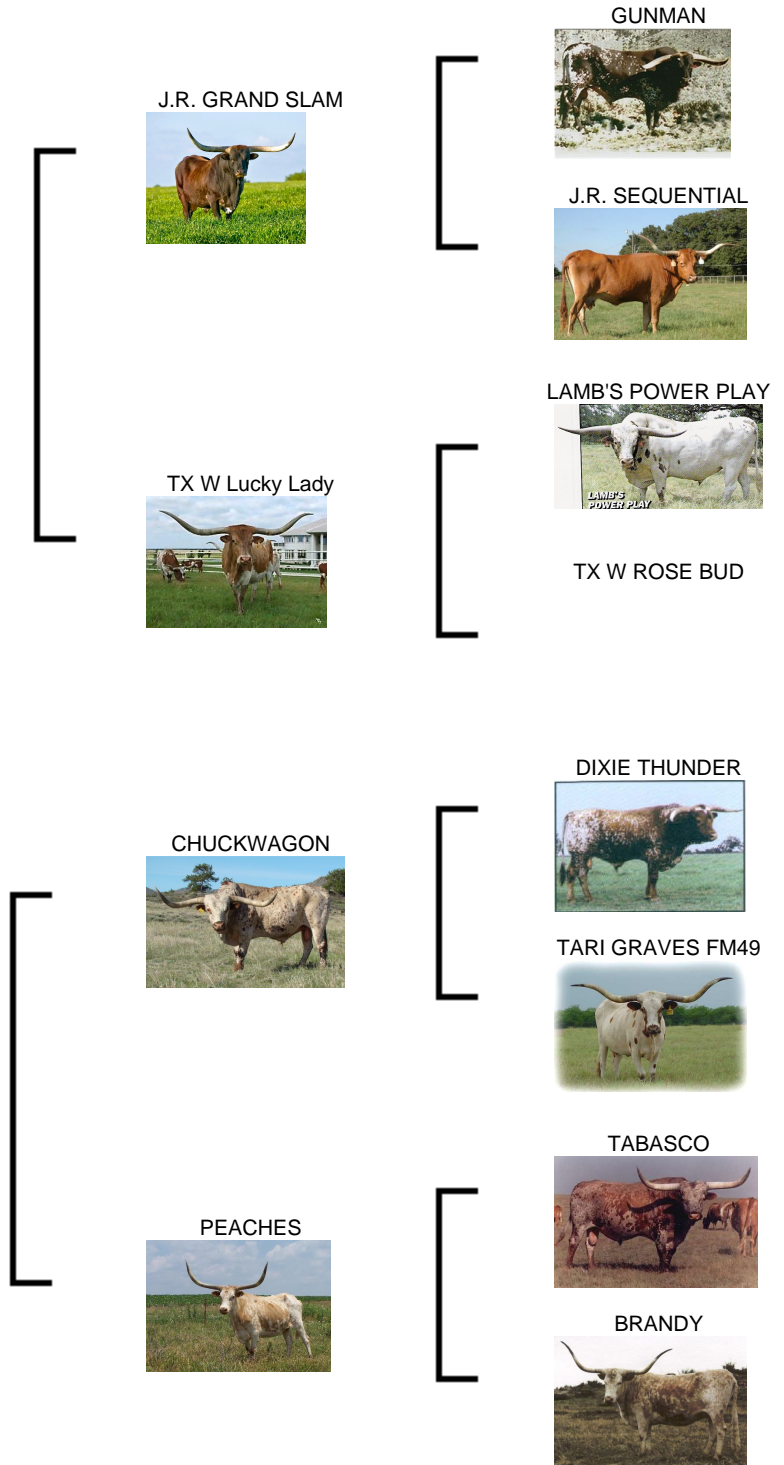 GUNMAN
J.R. GRAND SLAM
J.R. SEQUENTIAL
LAMB'S POWER PLAY
LAMB'S
POWER PLAY
TX W Lucky Lady
TX W ROSE BUD
DIXIE THUNDER
CHUCKWAGON
TARI GRAVES FM49
TABASCO
PEACHES
BRANDY